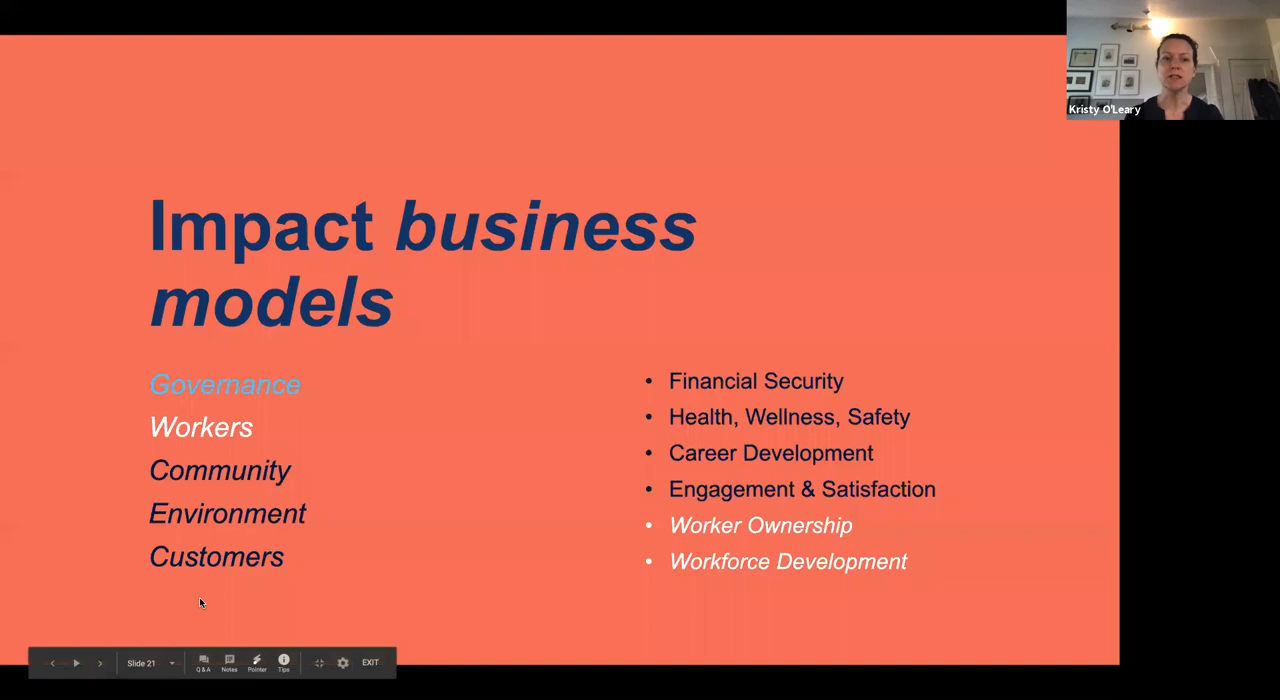 Kristy O'Leary
Impact business
models
Governance
Workers
Community
Environment
Customers
• Financial Security
• Health, Wellness, Safety
• Career Development
• Engagement & Satisfaction
• Worker Ownership
• Workforce Development
Slide 21
Q & A
Notes
Pointer
Tips
EXIT